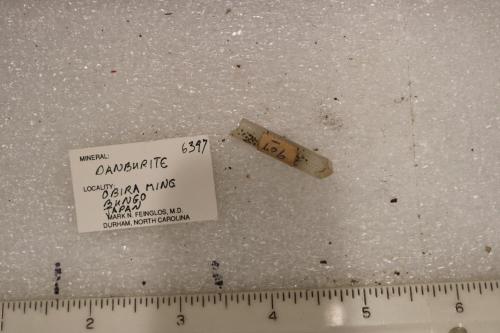 MINERAL: 6397
DANBURITE
LOCALITY: OBIRA MINE
BUNGO
JAPAN
MARK N. FEINGLOS, M.D.
DURHAM, NORTH CAROLINA
2 3 4 5 6